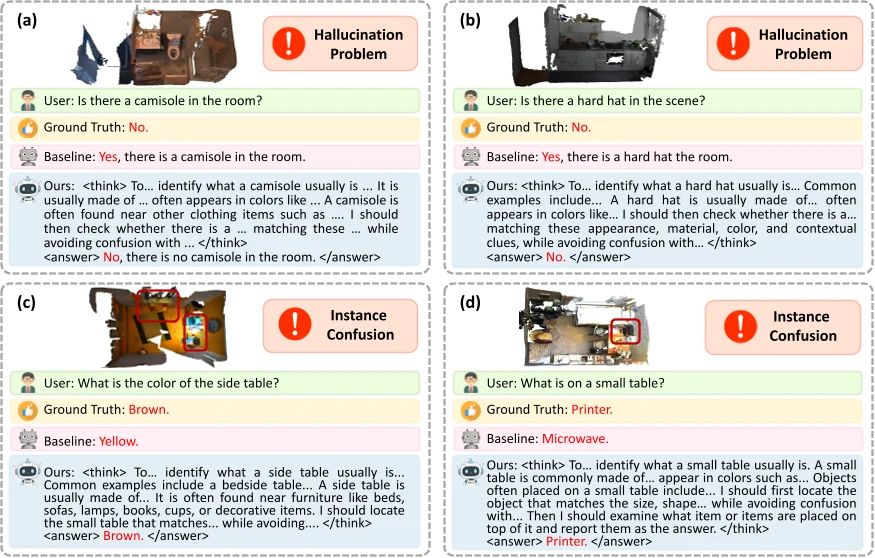 (a)
Hallucination
Problem
User: Is there a camisole in the room?
Ground Truth: No.
Baseline: Yes, there is a camisole in the room.
Ours: <think> To... identify what a camisole usually is ... It is
usually made of ... often appears in colors like ... A camisole is
often found near other clothing items such as .... I should
then check whether there is a ... matching these ... while
avoiding confusion with ... </think>
<answer> No, there is no camisole in the room. </answer>
(b)
Hallucination
Problem
User: Is there a hard hat in the scene?
Ground Truth: No.
Baseline: Yes, there is a hard hat the room.
Ours: <think> To... identify what a hard hat usually is... Common
examples include... A hard hat is usually made of... often
appears in colors like... I should then check whether there is a...
matching these appearance, material, color, and contextual
clues, while avoiding confusion with... </think>
<answer> No. </answer>
(c)
Instance
Confusion
User: What is the color of the side table?
Ground Truth: Brown.
Baseline: Yellow.
Ours: <think> To... identify what a side table usually is...
Common examples include a bedside table... A side table is
usually made of... It is often found near furniture like beds,
sofas, lamps, books, cups, or decorative items. I should locate
the small table that matches... while avoiding.... </think>
<answer> Brown. </answer>
(d)
Instance
Confusion
User: What is on a small table?
Ground Truth: Printer.
Baseline: Microwave.
Ours: <think> To... identify what a small table usually is. A small
table is commonly made of... appear in colors such as... Objects
often placed on a small table include... I should first locate the
object that matches the size, shape... while avoiding confusion
with... Then I should examine what item or items are placed on
top of it and report them as the answer. </think>
<answer> Printer. </answer>